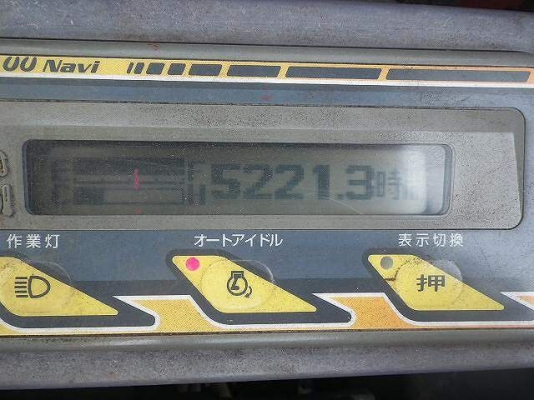 Navi
5221.3時
作業灯
オートアイドル
表示切換
押